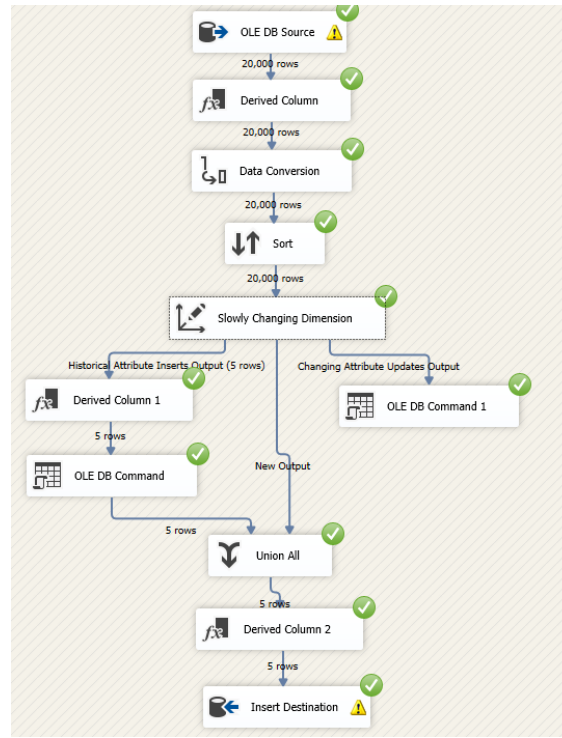 OLE DB Source
20,000 rows
Derived Column
20,000 rows
Data Conversion
20,000 rows
Sort
20,000 rows
Slowly Changing Dimension
Historical Attribute Inserts Output (5 rows)
Changing Attribute Updates Output
Derived Column 1
OLE DB Command 1
5 rows
New Output
OLE DB Command
5 rows
Union All
5 rows
Derived Column 2
5 rows
Insert Destination